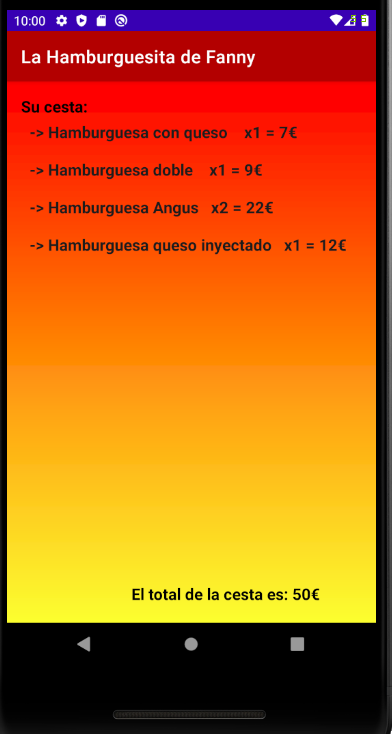 10:00
La Hamburguesita de Fanny
Su cesta:
-> Hamburguesa con queso x1 = 7€
-> Hamburguesa doble x1 = 9€
-> Hamburguesa Angus x2 = 22€
-> Hamburguesa queso inyectado x1 = 12€
El total de la cesta es: 50€